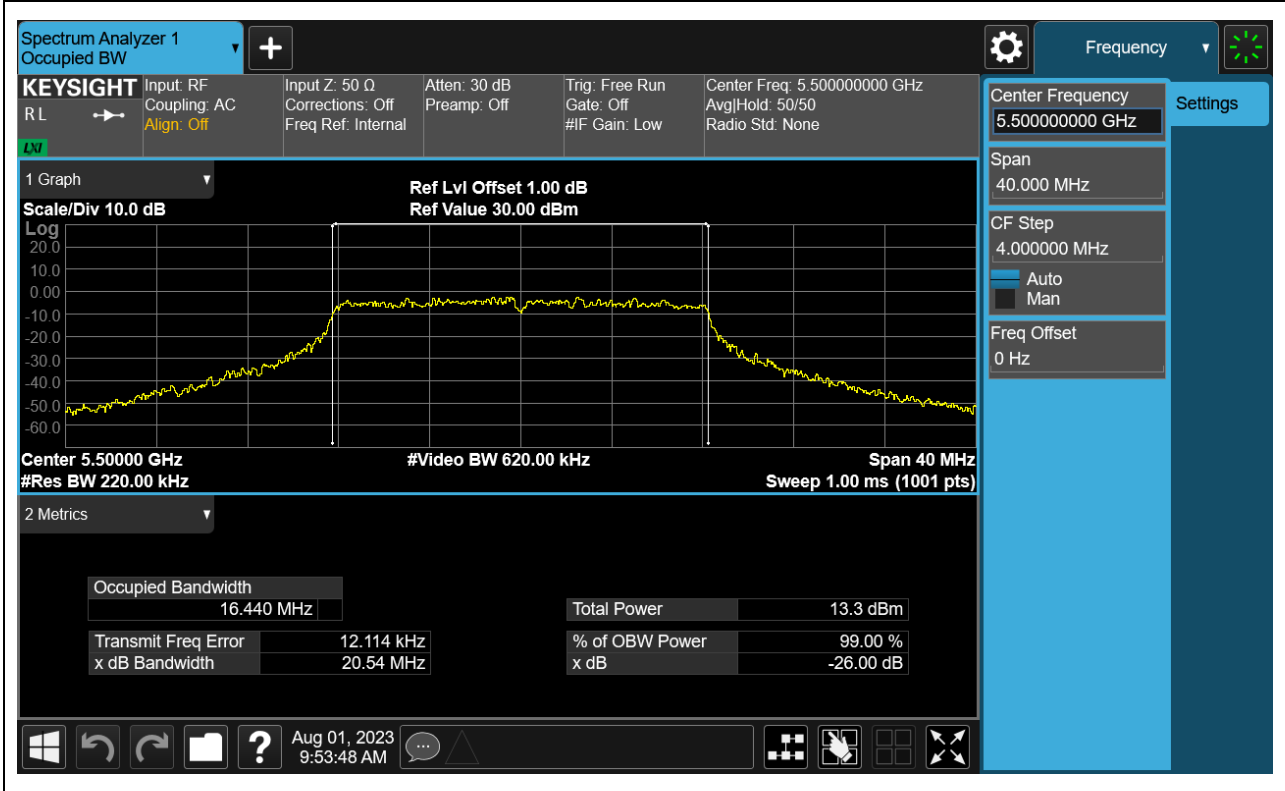 Spectrum Analyzer 1
Occupied BW
Frequency
KEYSIGHT
R L
LXI
Input: RF
Coupling: AC
Align: Off
Input Z: 50 Ω
Corrections: Off
Freq Ref: Internal
Atten: 30 dB
Preamp: Off
Trig: Free Run
Gate: Off
#IF Gain: Low
Center Freq: 5.500000000 GHz
Avg|Hold: 50/50
Radio Std: None
Center Frequency
5.500000000 GHz
Settings
Span
40.000 MHz
CF Step
4.000000 MHz
Auto
Man
Freq Offset
0 Hz
1 Graph
Scale/Div 10.0 dB
Ref Lvl Offset 1.00 dB
Ref Value 30.00 dBm
Log
20.0
10.0
0.00
-10.0
-20.0
-30.0
-40.0
-50.0
-60.0
Center 5.50000 GHz
#Res BW 220.00 kHz
#Video BW 620.00 kHz
Span 40 MHz
Sweep 1.00 ms (1001 pts)
2 Metrics
Occupied Bandwidth
16.440 MHz
Total Power 13.3 dBm
Transmit Freq Error 12.114 kHz
% of OBW Power 99.00 %
x dB Bandwidth 20.54 MHz
x dB -26.00 dB
Aug 01, 2023
9:53:48 AM